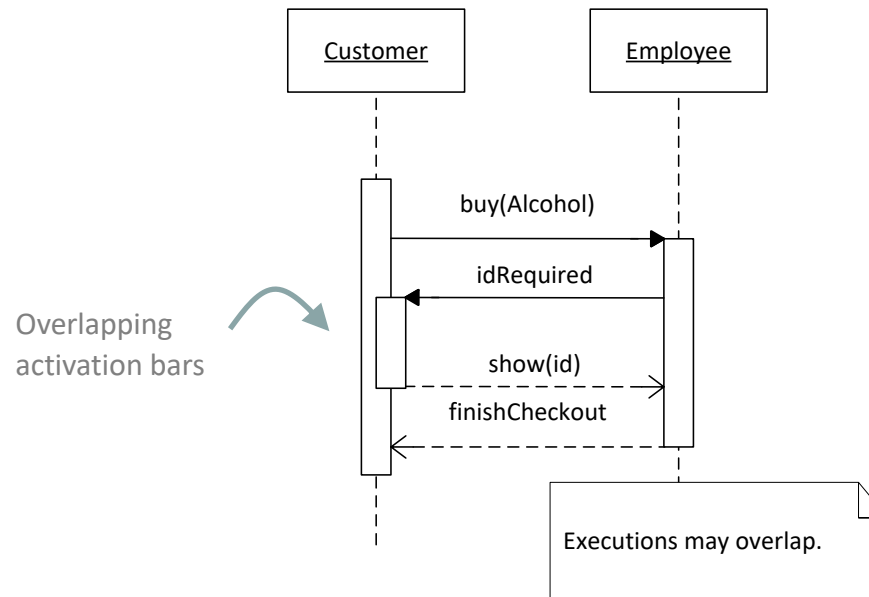 Customer
Employee
buy(Alcohol)
idRequired
Overlapping
activation bars
show(id)
finishCheckout
Executions may overlap.